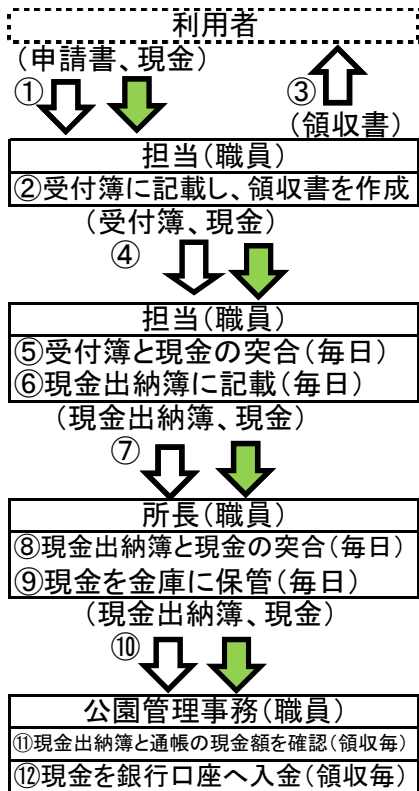 利用者
(申請書、現金)
① ③
(領収書)
担当(職員)
②受付簿に記載し、領収書を作成
(受付簿、現金)
④
担当(職員)
⑤受付簿と現金の突合(毎日)
⑥現金出納簿に記載(毎日)
(現金出納簿、現金)
⑦
所長(職員)
⑧現金出納簿と現金の突合(毎日)
⑨現金を金庫に保管(毎日)
(現金出納簿、現金)
⑩
公園管理事務(職員)
⑪現金出納簿と通帳の現金額を確認(領収毎)
⑫現金を銀行口座へ入金(領収毎)